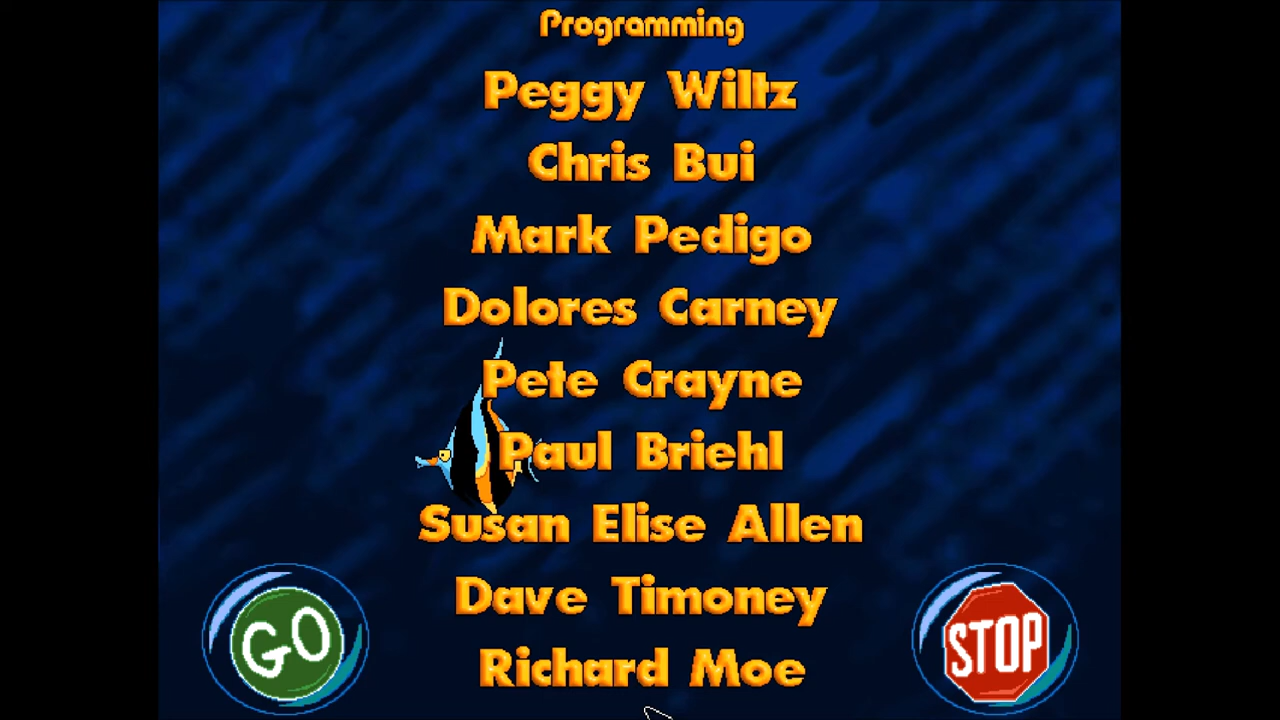 Programming
Peggy Wiltz
Chris Bui
Mark Pedigo
Dolores Carney
Pete Crayne
Paul Briehl
Susan Elise Allen
Dave Timoney
Richard Moe
GO
STOP